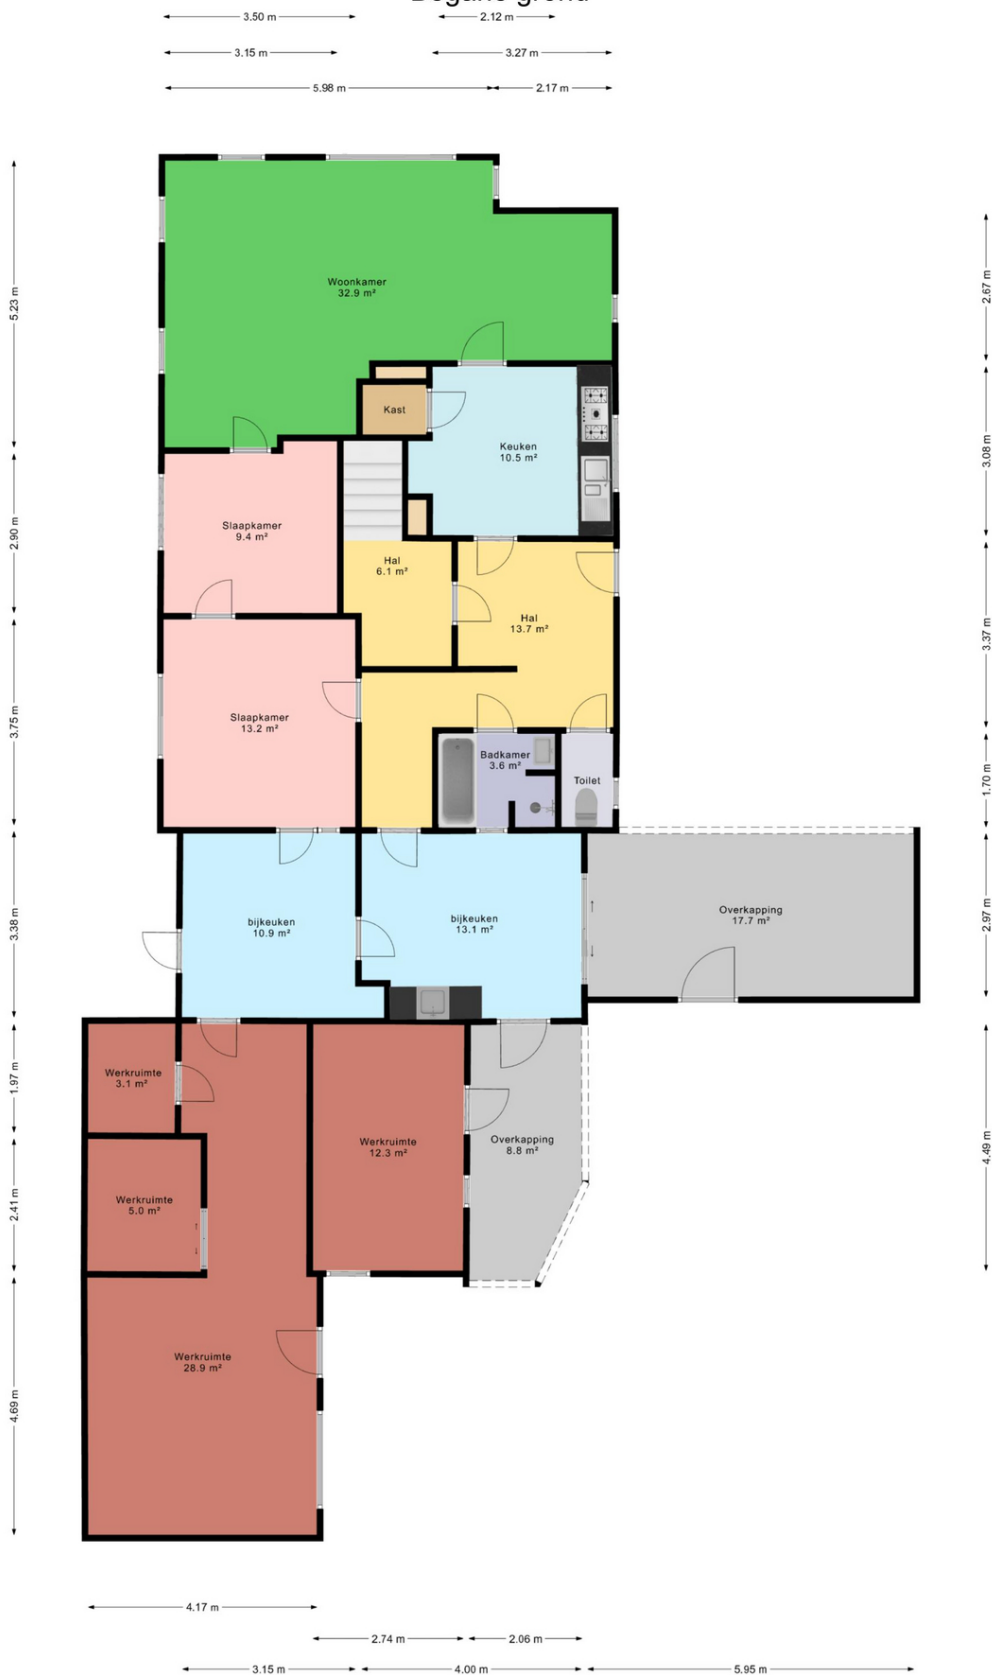 3.50 m
2.12 m
3.15 m
3.27 m
5.98 m
2.17 m
5.23 m
2.90 m
3.75 m
3.38 m
1.97 m
2.41 m
4.69 m
Woonkamer
32.9 m²
Kast
Keuken
10.5 m²
Slaapkamer
9.4 m²
Hal
6.1 m²
Hal
13.7 m²
Slaapkamer
13.2 m²
Badkamer
3.6 m²
Toilet
bijkeuken
10.9 m²
bijkeuken
13.1 m²
Overkapping
17.7 m²
Werkruimte
3.1 m²
Werkruimte
12.3 m²
Overkapping
8.8 m²
Werkruimte
5.0 m²
Werkruimte
28.9 m²
2.67 m
3.08 m
3.37 m
1.70 m
2.97 m
4.49 m
4.17 m
2.74 m
2.06 m
3.15 m
4.00 m
5.95 m